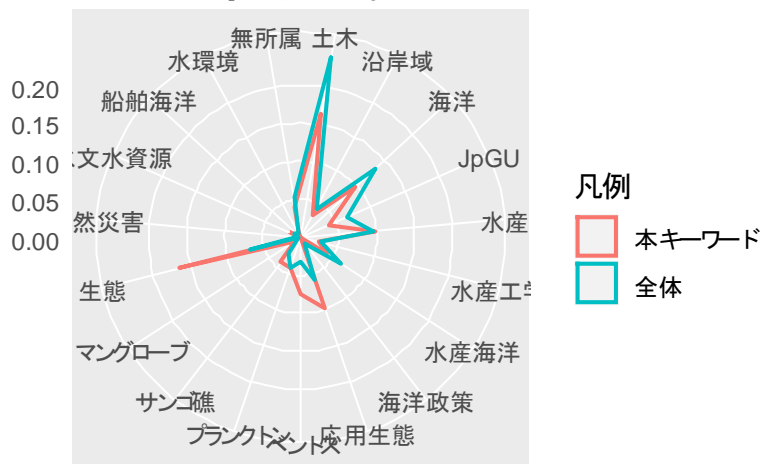 無所属
土木
水環境
沿岸域
0.20
船舶海洋
海洋
0.15
0.10
文水資源
JpGU
0.05
然災害
水産
0.00
生態
水産工学
マングローブ
水産海洋
サンゴ礁
海洋政策
プランクトン
ベントス
応用生態
凡例
本キーワード
全体